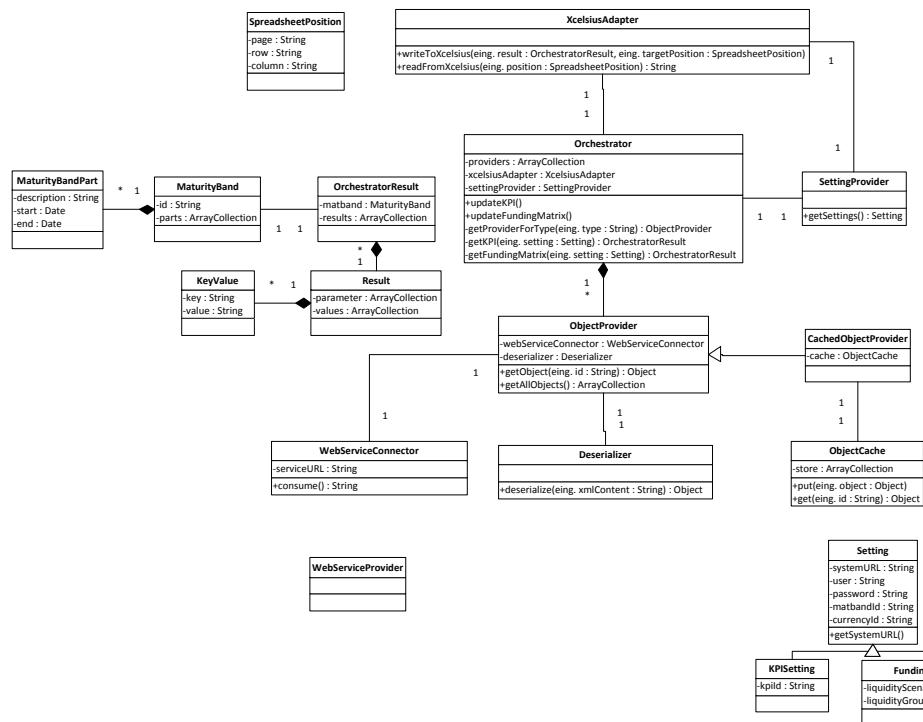 SpreadsheetPosition
-page : String
-row : String
-column : String
XcelsiusAdapter
+writeToXcelsius(eing. result : OrchestratorResult, eing. targetPosition : SpreadsheetPosition)
+readFromXcelsius(eing. position : SpreadsheetPosition) : String
1
1
1
1
Orchestrator
-providers : ArrayCollection
-xcelsiusAdapter : XcelsiusAdapter
-settingProvider : SettingProvider
+updateKPI()
+updateFundingMatrix()
-getProviderForType(eing. type : String) : ObjectProvider
-getKPI(eing. setting : Setting) : OrchestratorResult
-getFundingMatrix(eing. setting : Setting) : OrchestratorResult
SettingProvider
+getSettings() : Setting
1 1
MaturityBandPart
-description : String
-start : Date
-end : Date
* 1
MaturityBand
-id : String
-parts : ArrayCollection
1 1
OrchestratorResult
-matband : MaturityBand
-results : ArrayCollection
*
1
KeyValue
-key : String
-value : String
* 1
Result
-parameter : ArrayCollection
-values : ArrayCollection
1
*
ObjectProvider
-webServiceConnector : WebServiceConnector
-deserializer : Deserializer
+getObject(eing. id : String) : Object
+getAllObjects() : ArrayCollection
CachedObjectProvider
-cache : ObjectCache
1
1
1
1
1
1
WebServiceConnector
-serviceURL : String
+consume() : String
Deserializer
+deserialize(eing. xmlContent : String) : Object
ObjectCache
-store : ArrayCollection
+put(eing. object : Object)
+get(eing. id : String) : Object
WebServiceProvider
Setting
-systemURL : String
-user : String
-password : String
-matbandId : String
-currencyId : String
+getSystemURL()
KPISetting
-kpiId : String
Fundin
-liquidityScena
-liquidityGrou